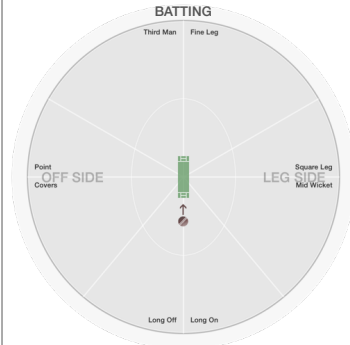 BATTING
Third Man Fine Leg
Point Square Leg
OFF SIDE LEG SIDE
Covers Mid Wicket
Long Off Long On